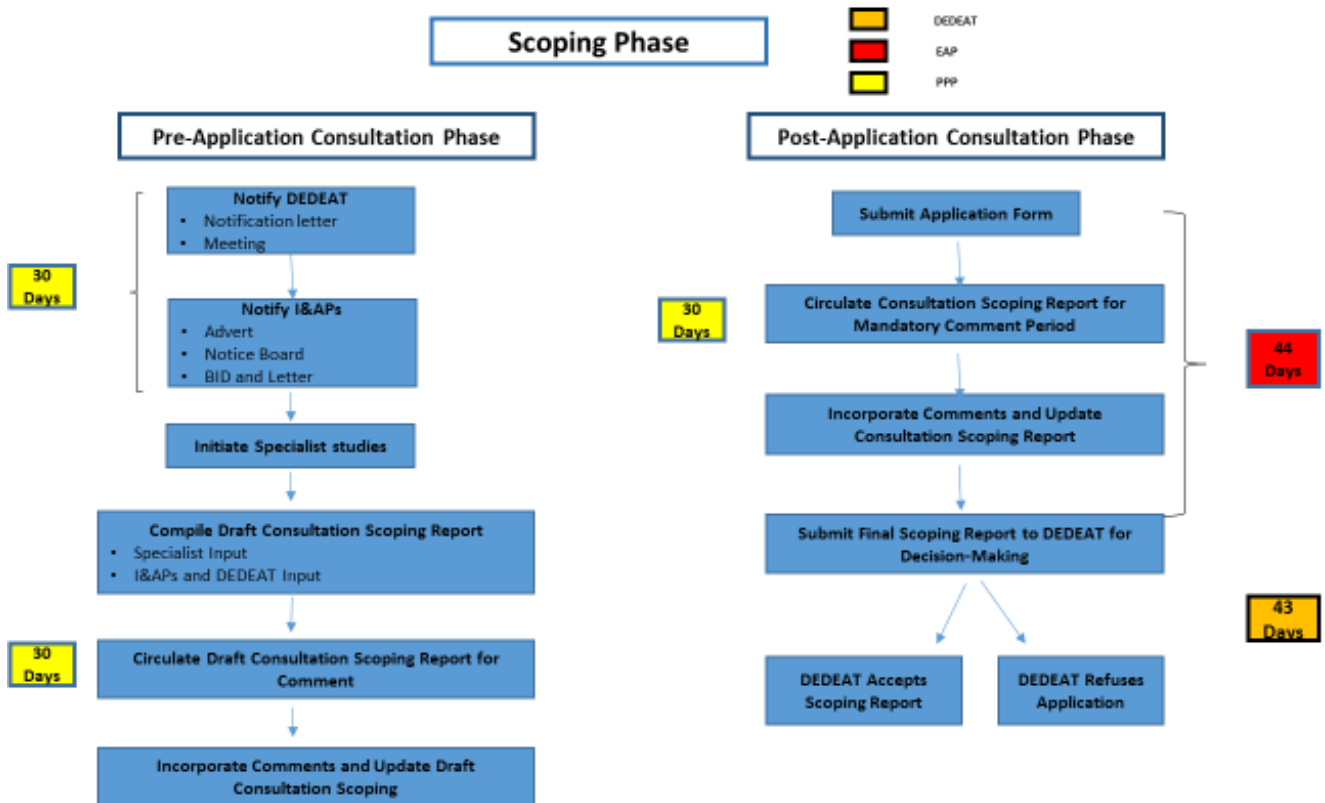 Scoping Phase
DEDEAT
EAP
PPP
Pre-Application Consultation Phase
30
Days
Notify DEDEAT
• Notification letter
• Meeting
Notify I&APs
• Advert
• Notice Board
• BID and Letter
Initiate Specialist studies
Compile Draft Consultation Scoping Report
• Specialist Input
• I&APs and DEDEAT Input
30
Days
Circulate Draft Consultation Scoping Report for
Comment
Incorporate Comments and Update Draft
Consultation Scoping
Post-Application Consultation Phase
Submit Application Form
30
Days
Circulate Consultation Scoping Report for
Mandatory Comment Period
44
Days
Incorporate Comments and Update
Consultation Scoping Report
Submit Final Scoping Report to DEDEAT for
Decision-Making
43
Days
DEDEAT Accepts
Scoping Report
DEDEAT Refuses
Application